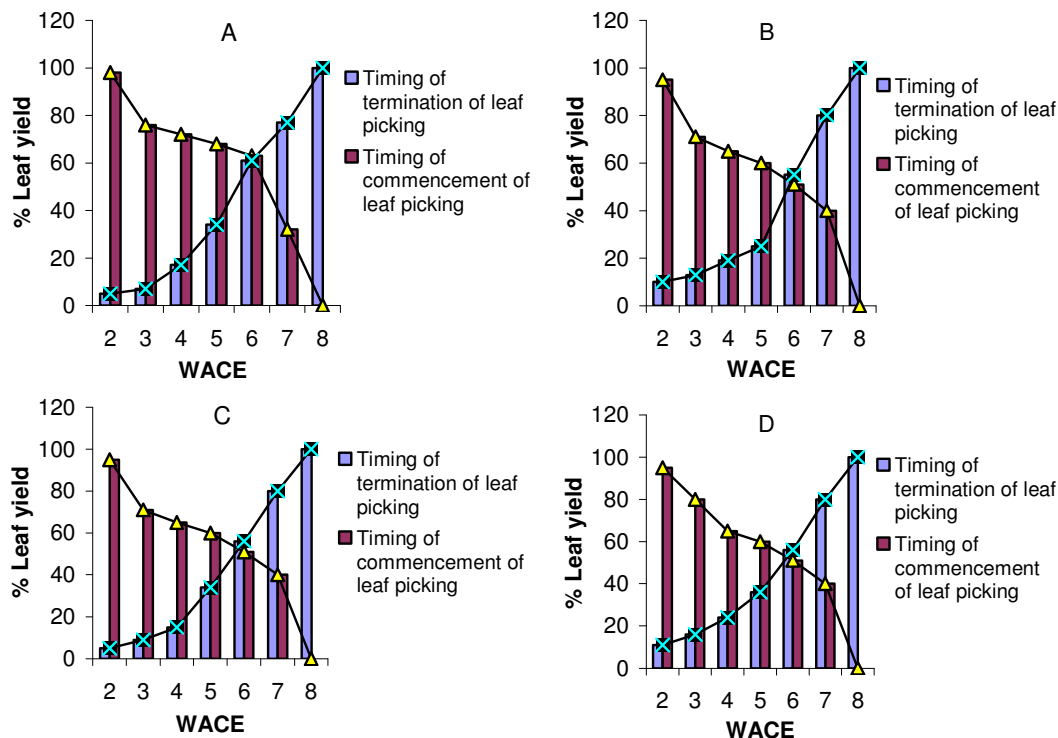 A
120
100
80
60
40
20
0
% Leaf yield
2 3 4 5 6 7 8
WACE
Timing of
termination of leaf
picking
Timing of
commencement of
leaf picking
B
120
100
80
60
40
20
0
% Leaf yield
2 3 4 5 6 7 8
WACE
Timing of
termination of leaf
picking
Timing of
commencement
of leaf picking
C
120
100
80
60
40
20
0
% Leaf yield
2 3 4 5 6 7 8
WACE
Timing of
termination of leaf
picking
Timing of
commencement of
leaf picking
D
120
100
80
60
40
20
0
% Leaf yield
2 3 4 5 6 7 8
WACE
Timing of
termination of leaf
picking
Timing of
commencement
of leaf picking